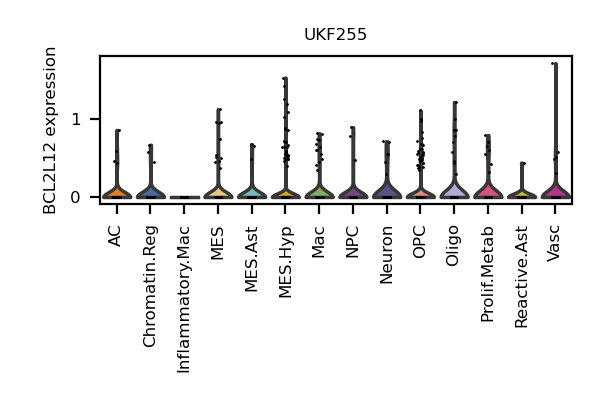 UKF255
BCL2L12 expression
1
0
AC
Chromatin.Reg
Inflammatory.Mac
MES
MES.Ast
MES.Hyp
Mac
NPC
Neuron
OPC
Oligo
Prolif.Metab
Reactive.Ast
Vasc